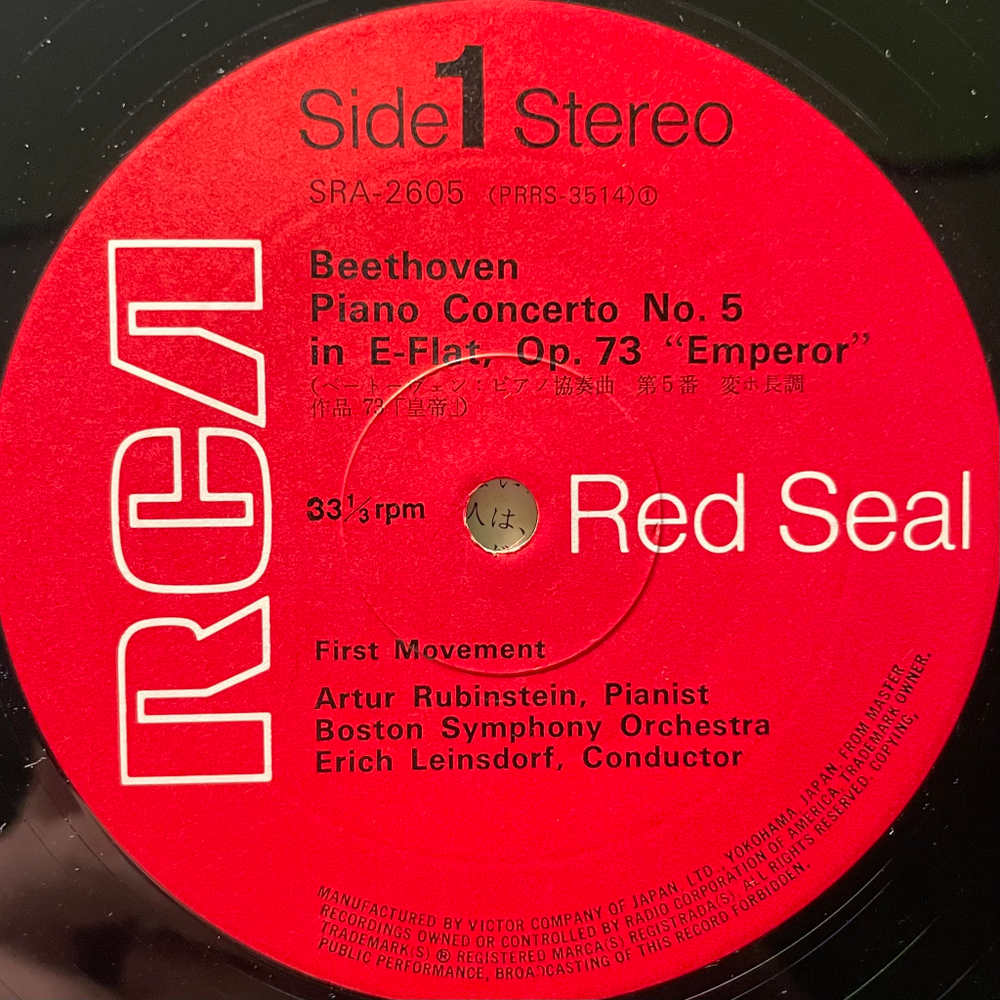 Side 1 Stereo
SRA-2605 (PRRS-3514)①
RCA
Beethoven
Piano Concerto No. 5
in E-Flat, Op. 73 “Emperor”
(ベートーヴェン：ピアノ協奏曲 第5番 変ホ長調
作品 73「皇帝」)
33⅓ rpm
は、
Red Seal
First Movement
Artur Rubinstein, Pianist
Boston Symphony Orchestra
Erich Leinsdorf, Conductor
MANUFACTURED BY VICTOR COMPANY OF JAPAN, LTD., YOKOHAMA, JAPAN, FROM MASTER
RECORDINGS OWNED OR CONTROLLED BY RADIO CORPORATION OF AMERICA, TRADEMARK OWNER.
TRADEMARK(S) ® REGISTERED MARCA(S) REGISTRADA(S). ALL RIGHTS RESERVED. COPYING,
PUBLIC PERFORMANCE, BROADCASTING OF THIS RECORD FORBIDDEN.